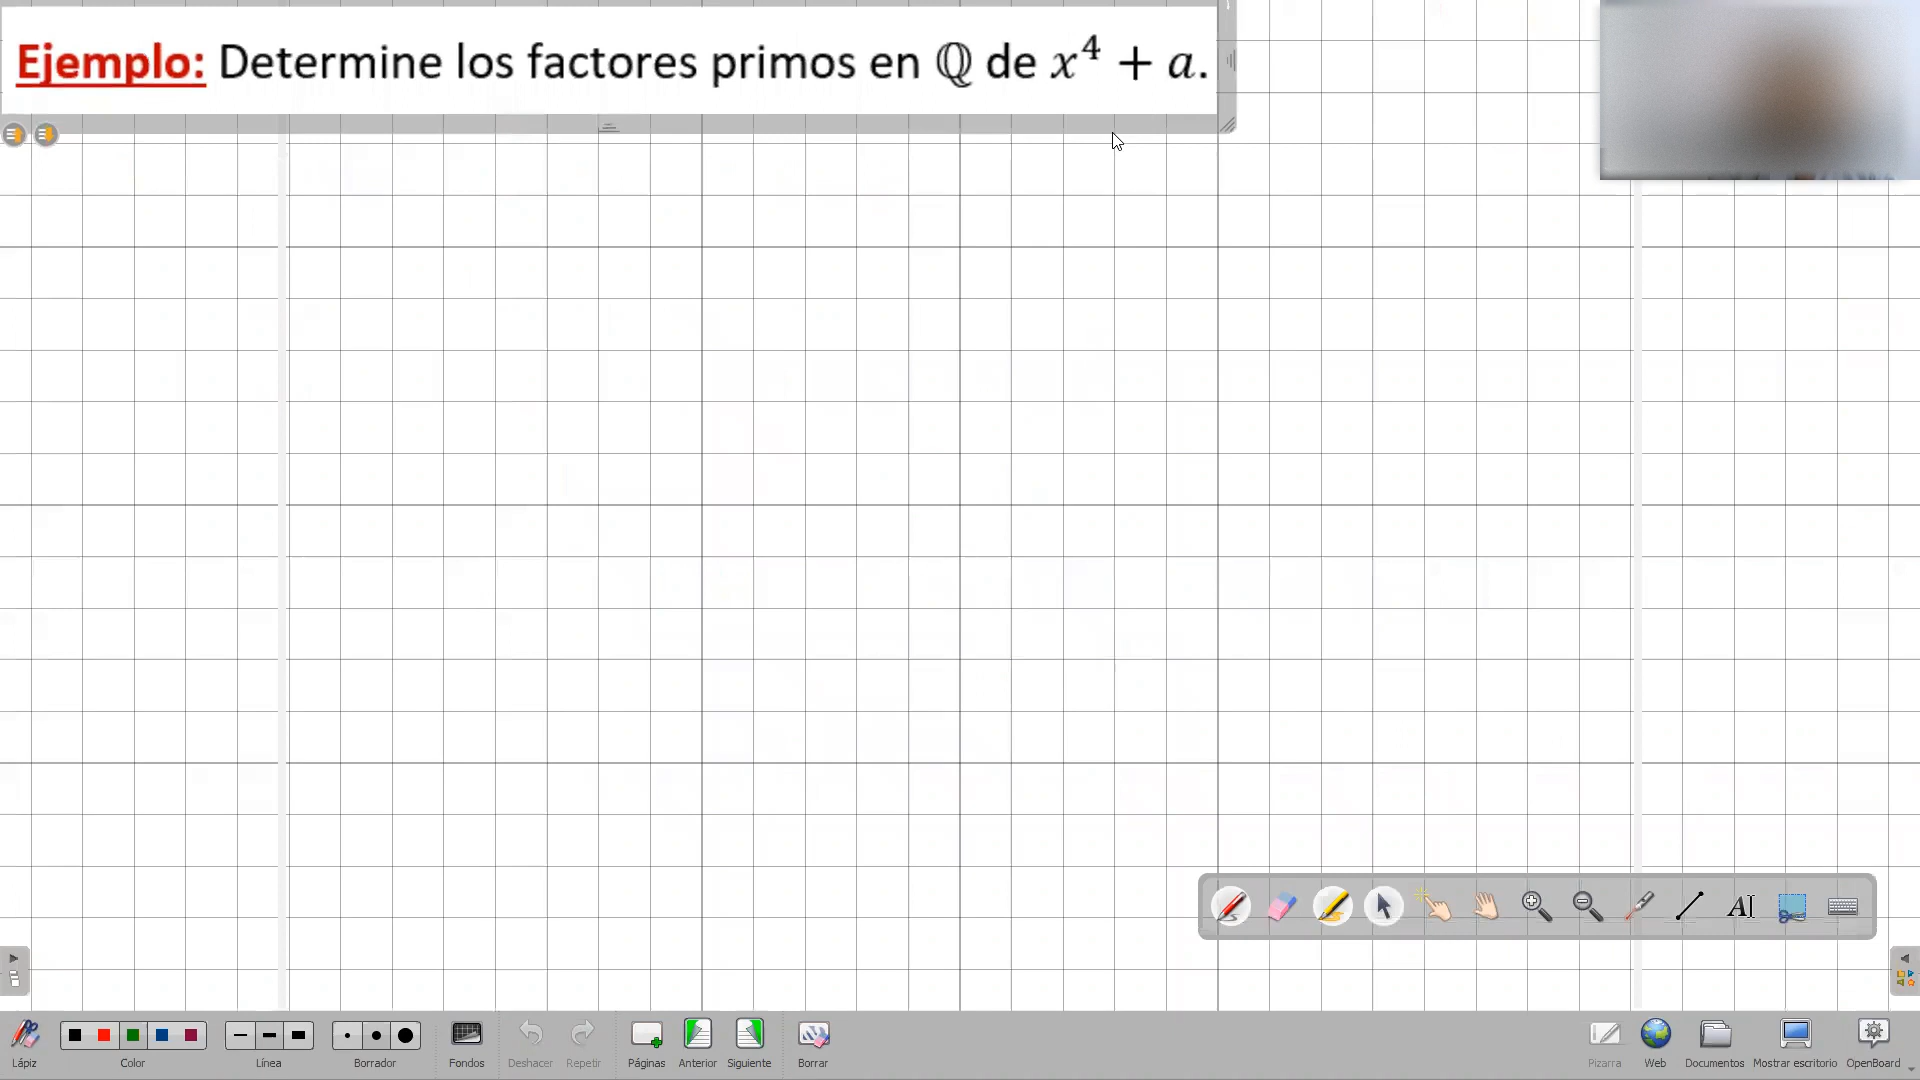 Ejemplo: Determine los factores primos en ℚ de x⁴ + a.
Lápiz Color Línea Borrador Fondos Deshacer Repetir Páginas Anterior Siguiente Borrar Pizarra Web Documentos Mostrar escritorio OpenBoard